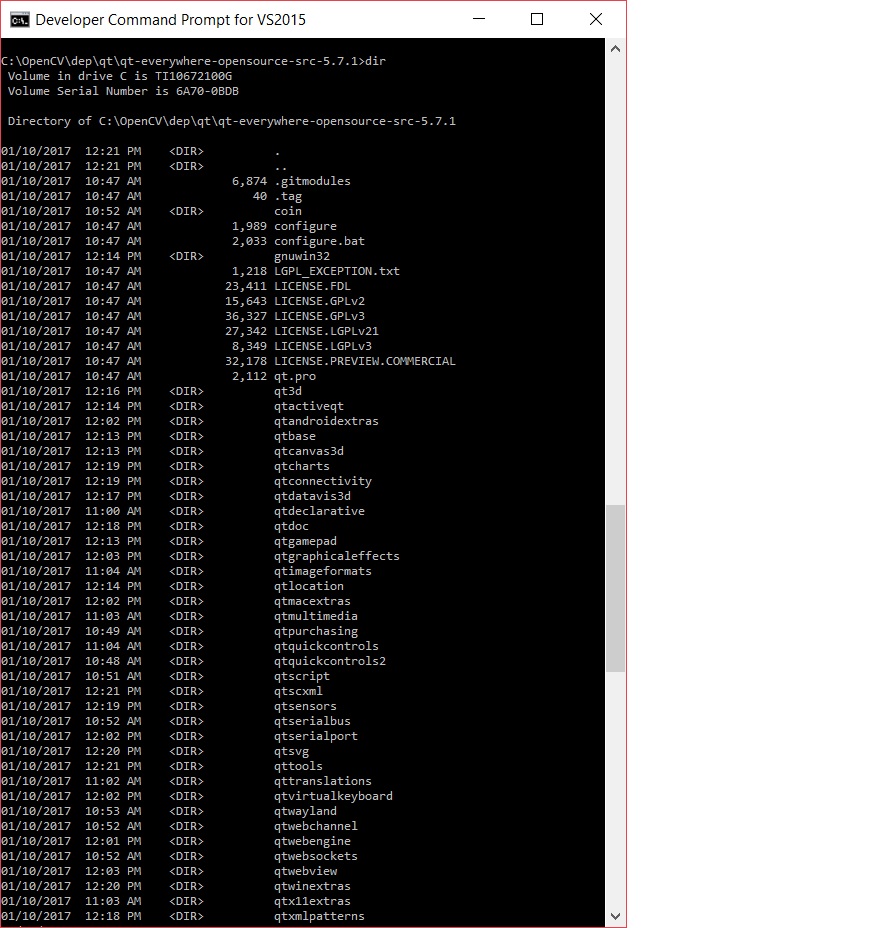 Developer Command Prompt for VS2015
C:\OpenCV\dep\qt\qt-everywhere-opensource-src-5.7.1>dir
 Volume in drive C is TI10672100G
 Volume Serial Number is 6A70-0BDB
 Directory of C:\OpenCV\dep\qt\qt-everywhere-opensource-src-5.7.1
01/10/2017  12:21 PM    <DIR>          .
01/10/2017  12:21 PM    <DIR>          ..
01/10/2017  10:47 AM             6,874 .gitmodules
01/10/2017  10:47 AM                40 .tag
01/10/2017  10:52 AM    <DIR>          coin
01/10/2017  10:47 AM             1,989 configure
01/10/2017  10:47 AM             2,033 configure.bat
01/10/2017  12:14 PM    <DIR>          gnuwin32
01/10/2017  10:47 AM             1,218 LGPL_EXCEPTION.txt
01/10/2017  10:47 AM            23,411 LICENSE.FDL
01/10/2017  10:47 AM            15,643 LICENSE.GPLv2
01/10/2017  10:47 AM            36,327 LICENSE.GPLv3
01/10/2017  10:47 AM            27,342 LICENSE.LGPLv21
01/10/2017  10:47 AM             8,349 LICENSE.LGPLv3
01/10/2017  10:47 AM            32,178 LICENSE.PREVIEW.COMMERCIAL
01/10/2017  10:47 AM             2,112 qt.pro
01/10/2017  12:16 PM    <DIR>          qt3d
01/10/2017  12:14 PM    <DIR>          qtactiveqt
01/10/2017  12:02 PM    <DIR>          qtandroidextras
01/10/2017  12:13 PM    <DIR>          qtbase
01/10/2017  12:13 PM    <DIR>          qtcanvas3d
01/10/2017  12:19 PM    <DIR>          qtcharts
01/10/2017  12:19 PM    <DIR>          qtconnectivity
01/10/2017  12:17 PM    <DIR>          qtdatavis3d
01/10/2017  11:00 AM    <DIR>          qtdeclarative
01/10/2017  12:18 PM    <DIR>          qtdoc
01/10/2017  12:13 PM    <DIR>          qtgamepad
01/10/2017  12:03 PM    <DIR>          qtgraphicaleffects
01/10/2017  11:04 AM    <DIR>          qtimageformats
01/10/2017  12:14 PM    <DIR>          qtlocation
01/10/2017  12:02 PM    <DIR>          qtmacextras
01/10/2017  11:03 AM    <DIR>          qtmultimedia
01/10/2017  10:49 AM    <DIR>          qtpurchasing
01/10/2017  11:04 AM    <DIR>          qtquickcontrols
01/10/2017  10:48 AM    <DIR>          qtquickcontrols2
01/10/2017  10:51 AM    <DIR>          qtscript
01/10/2017  12:21 PM    <DIR>          qtscxml
01/10/2017  12:19 PM    <DIR>          qtsensors
01/10/2017  10:52 AM    <DIR>          qtserialbus
01/10/2017  12:02 PM    <DIR>          qtserialport
01/10/2017  12:20 PM    <DIR>          qtsvg
01/10/2017  12:21 PM    <DIR>          qttools
01/10/2017  11:02 AM    <DIR>          qttranslations
01/10/2017  12:02 PM    <DIR>          qtvirtualkeyboard
01/10/2017  10:53 AM    <DIR>          qtwayland
01/10/2017  10:52 AM    <DIR>          qtwebchannel
01/10/2017  12:01 PM    <DIR>          qtwebengine
01/10/2017  10:52 AM    <DIR>          qtwebsockets
01/10/2017  12:03 PM    <DIR>          qtwebview
01/10/2017  12:20 PM    <DIR>          qtwinextras
01/10/2017  11:03 AM    <DIR>          qtx11extras
01/10/2017  12:18 PM    <DIR>          qtxmlpatterns